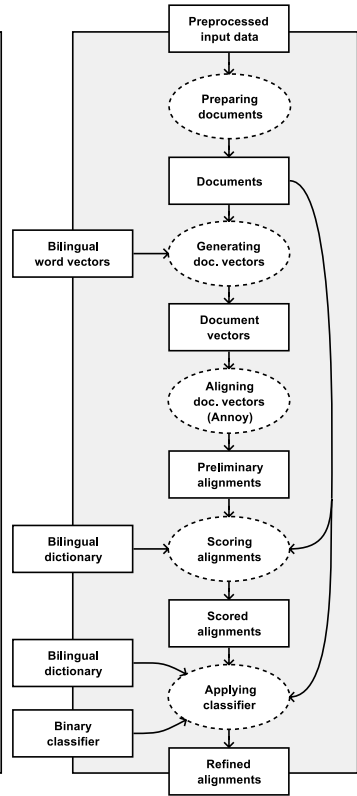 Preprocessed
input data
Preparing
documents
Documents
Bilingual
word vectors
Generating
doc. vectors
Document
vectors
Aligning
doc. vectors
(Annoy)
Preliminary
alignments
Bilingual
dictionary
Scoring
alignments
Scored
alignments
Bilingual
dictionary
Applying
classifier
Binary
classifier
Refined
alignments